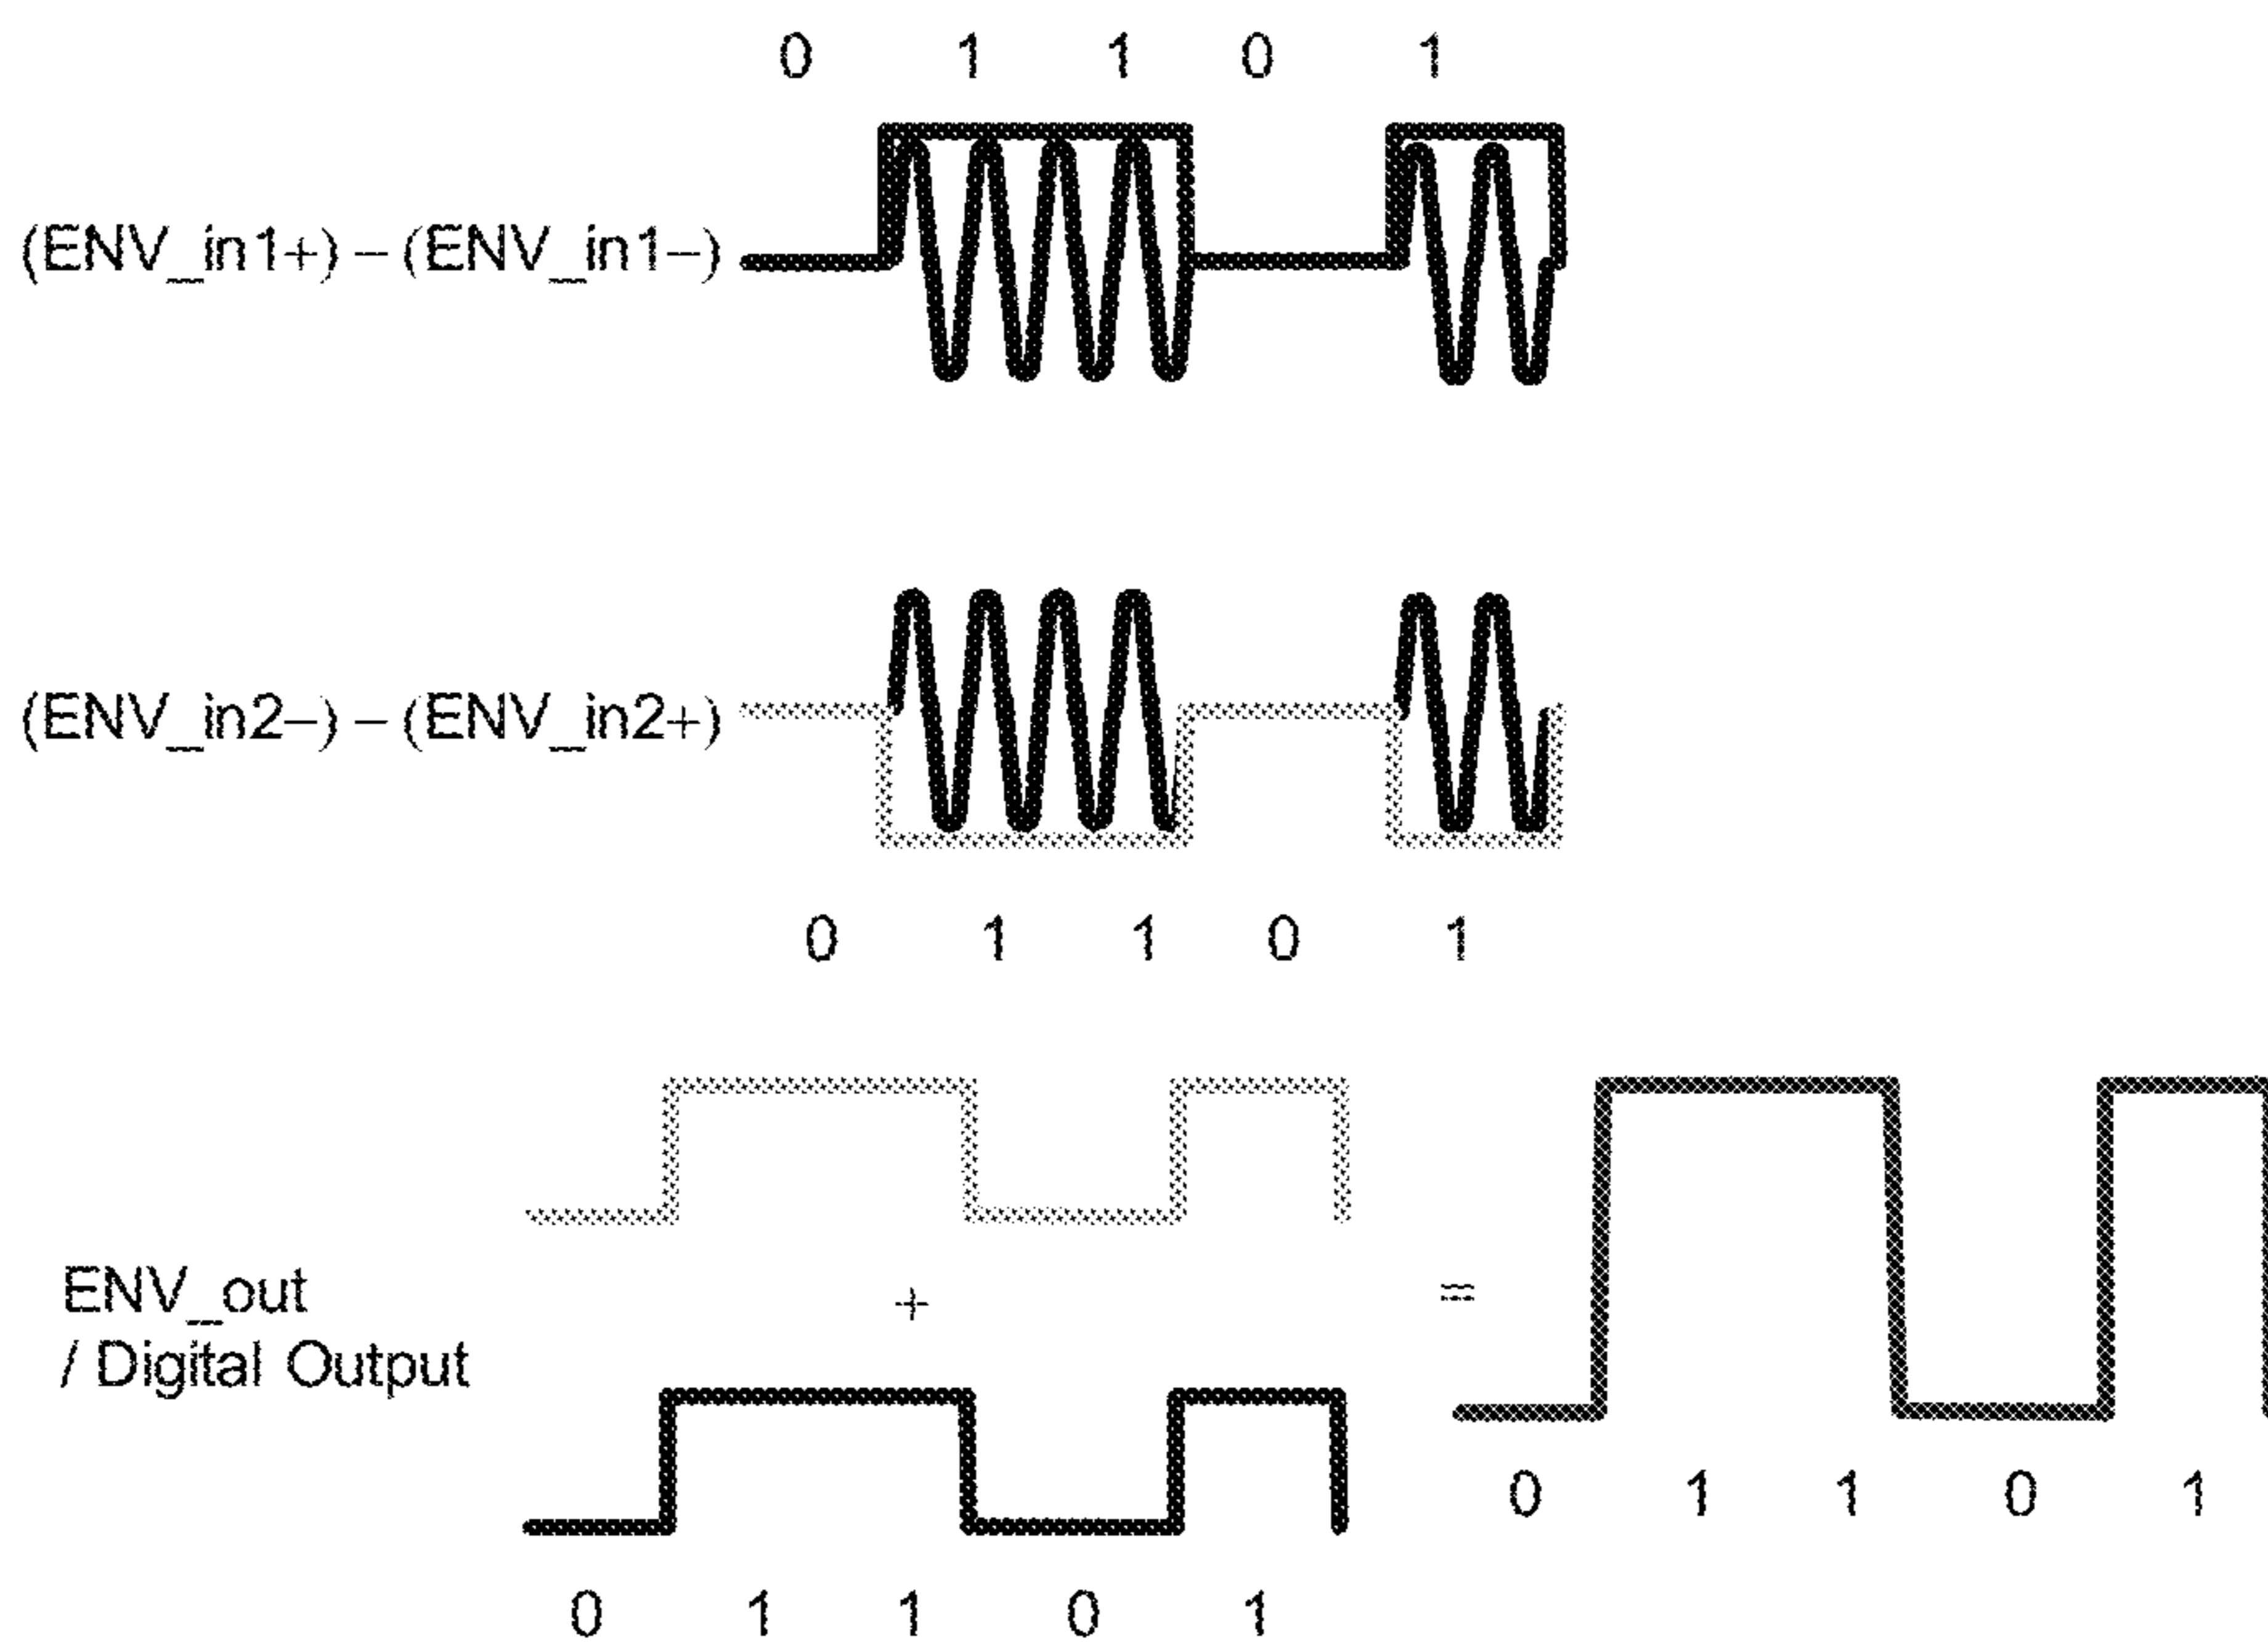 0 1 1 0 1
(ENV_in1+) – (ENV_in1–)
(ENV_in2–) – (ENV_in2+)
0 1 1 0 1
+ =
ENV_out
/ Digital Output
0 1 1 0 1
0 1 1 0 1